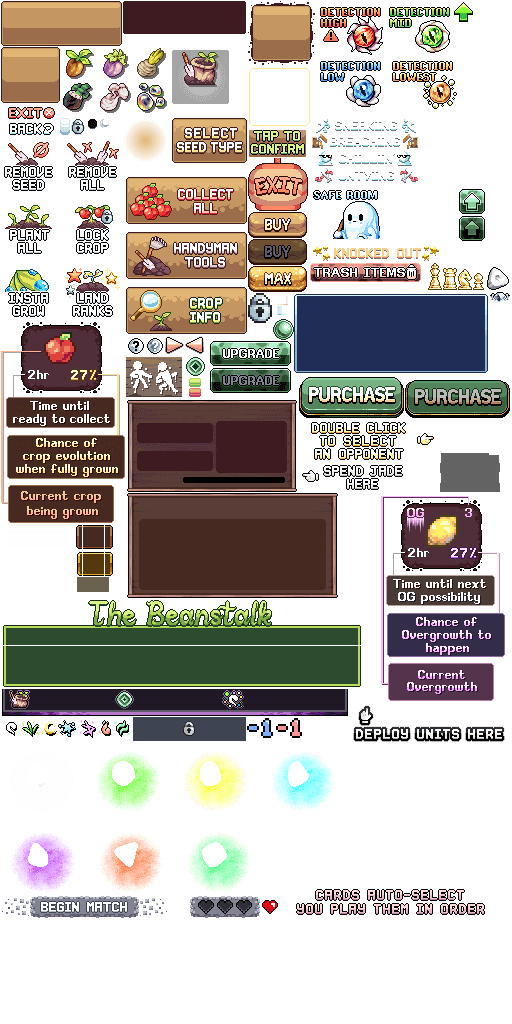 DETECTION
HIGH
DETECTION
MID
DETECTION
LOW
DETECTION
LOWEST
EXIT
BACK?
SELECT
SEED TYPE
TAP TO
CONFIRM
SNEAKING
BREACHING
CHILLIN'
UNTYING
REMOVE
SEED
REMOVE
ALL
EXIT
SAFE ROOM
COLLECT
ALL
PLANT
ALL
LOCK
CROP
BUY
HANDYMAN
TOOLS
BUY
KNOCKED OUT
TRASH ITEMS
MAX
INSTA
GROW
LAND
RANKS
CROP
INFO
? ?
UPGRADE
UPGRADE
2hr 27%
PURCHASE
PURCHASE
Time until
ready to collect
Chance of
crop evolution
when fully grown
Current crop
being grown
DOUBLE CLICK
TO SELECT
AN OPPONENT
SPEND JADE
HERE
OG 3
2hr 27%
Time until next
OG possibility
Chance of
Overgrowth to
happen
Current
Overgrowth
The Beanstalk
-1 -1
DEPLOY UNITS HERE
BEGIN MATCH
CARDS AUTO-SELECT
YOU PLAY THEM IN ORDER